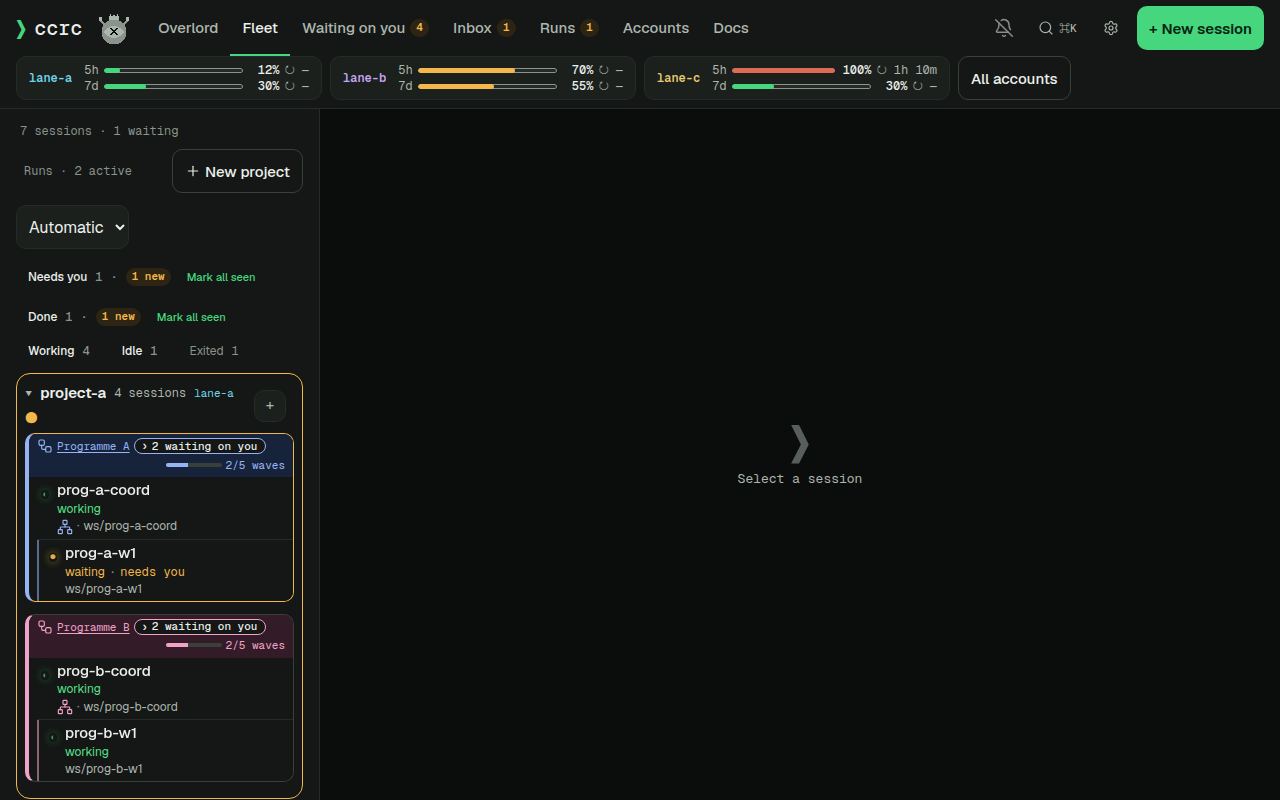 ❯ ccrc Overlord Fleet Waiting on you 4 Inbox 1 Runs 1 Accounts Docs ⌘K + New session
lane-a 5h 12% ↻ —
7d 30% ↻ —
lane-b 5h 70% ↻ —
7d 55% ↻ —
lane-c 5h 100% ↻ 1h 10m
7d 30% ↻ —
All accounts
7 sessions · 1 waiting
Runs · 2 active
+ New project
Automatic
Needs you 1 · 1 new Mark all seen
Done 1 · 1 new Mark all seen
Working 4 Idle 1 Exited 1
▾ project-a 4 sessions lane-a
+
Programme A › 2 waiting on you
2/5 waves
prog-a-coord
working
· ws/prog-a-coord
prog-a-w1
waiting · needs you
ws/prog-a-w1
Programme B › 2 waiting on you
2/5 waves
prog-b-coord
working
· ws/prog-b-coord
prog-b-w1
working
ws/prog-b-w1
❯
Select a session